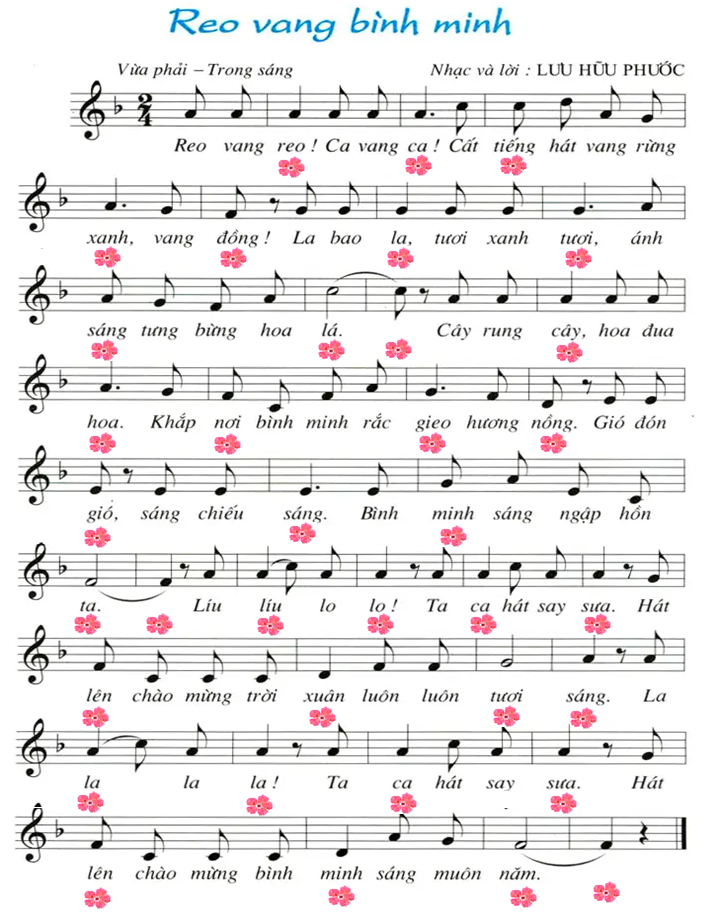 Reo vang bình minh
Vừa phải – Trong sáng Nhạc và lời : LƯU HỮU PHƯỚC
2
4
Reo vang reo ! Ca vang ca ! Cất tiếng hát vang rừng
xanh, vang đồng ! La bao la, tươi xanh tươi, ánh
sáng tưng bừng hoa lá. Cây rung cây, hoa đua
hoa. Khắp nơi bình minh rắc gieo hương nồng. Gió đón
gió, sáng chiếu sáng. Bình minh sáng ngập hồn
ta. Líu líu lo lo ! Ta ca hát say sưa. Hát
lên chào mừng trời xuân luôn luôn tươi sáng. La
la la la ! Ta ca hát say sưa. Hát
lên chào mừng bình minh sáng muôn năm.